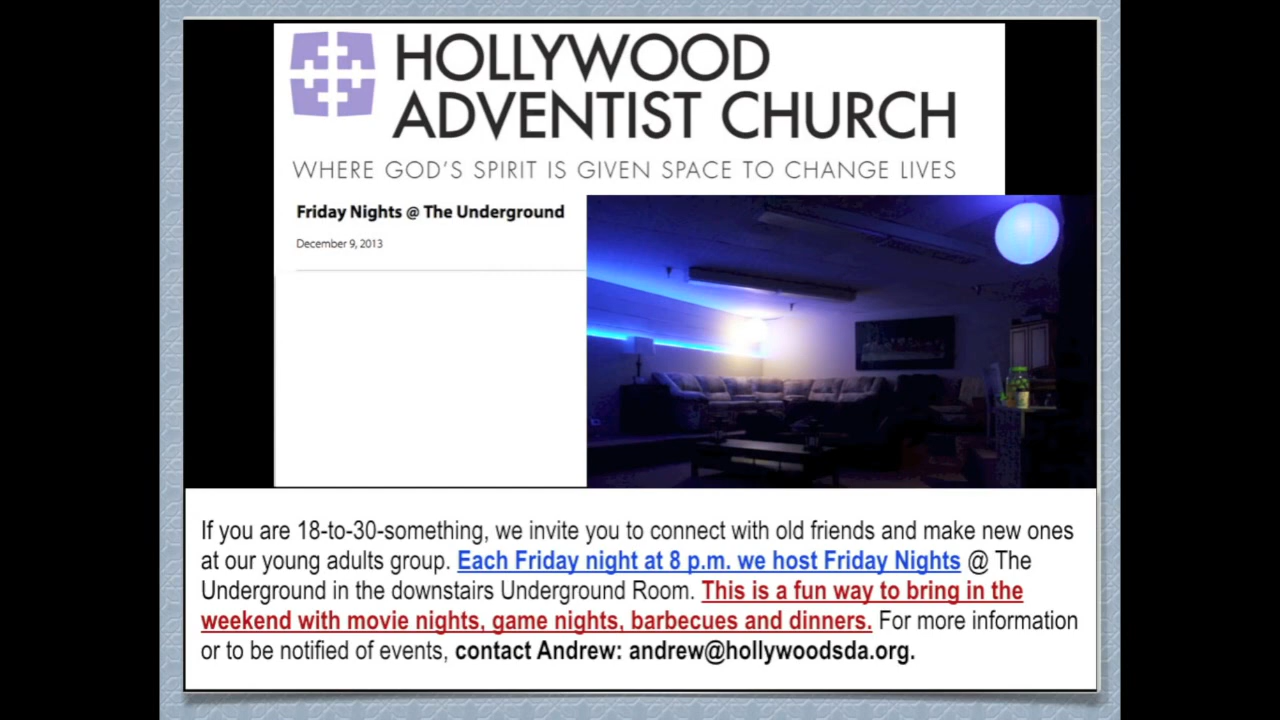 HOLLYWOOD
ADVENTIST CHURCH
WHERE GOD'S SPIRIT IS GIVEN SPACE TO CHANGE LIVES
Friday Nights @ The Underground
December 9, 2013
If you are 18-to-30-something, we invite you to connect with old friends and make new ones
at our young adults group. Each Friday night at 8 p.m. we host Friday Nights @ The
Underground in the downstairs Underground Room. This is a fun way to bring in the
weekend with movie nights, game nights, barbecues and dinners. For more information
or to be notified of events, contact Andrew: andrew@hollywoodsda.org.